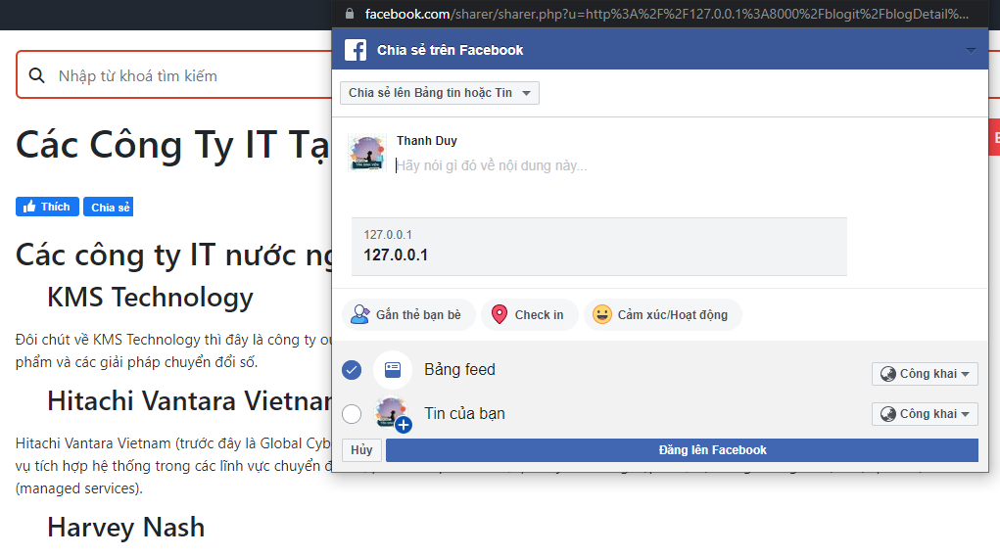 facebook.com/sharer/sharer.php?u=http%3A%2F%2F127.0.0.1%3A8000%2Fblogit%2FblogDetail%...
Chia sẻ trên Facebook
Nhập từ khoá tìm kiếm
Chia sẻ lên Bảng tin hoặc Tin
Các Công Ty IT Tạ
Thanh Duy
Hãy nói gì đó về nội dung này...
Thích
Chia sẻ
127.0.0.1
127.0.0.1
Các công ty IT nước ng
KMS Technology
Gắn thẻ bạn bè
Check in
Cảm xúc/Hoạt động
Đôi chút về KMS Technology thì đây là công ty
phẩm và các giải pháp chuyển đổi số.
Bảng feed
Công khai
Hitachi Vantara Vietnam
Tin của bạn
Công khai
Hitachi Vantara Vietnam (trước đây là Global Cyb
Hủy
Đăng lên Facebook
vụ tích hợp hệ thống trong các lĩnh vực chuyển
(managed services).
Harvey Nash